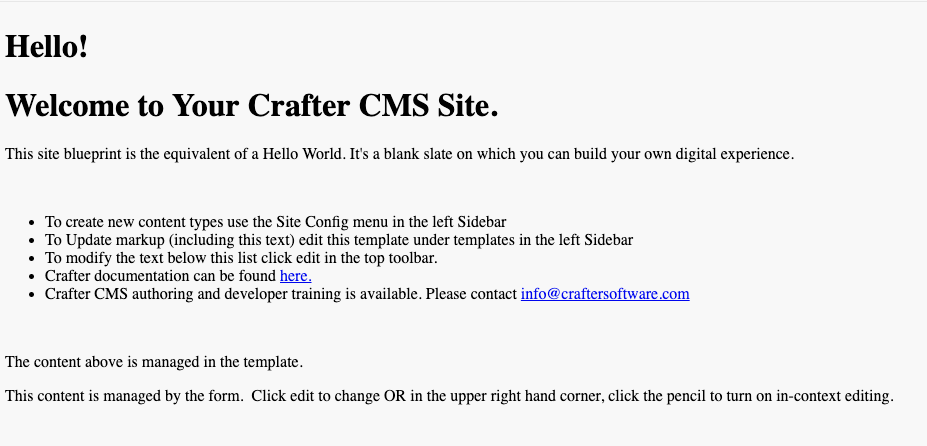 Hello!
Welcome to Your Crafter CMS Site.
This site blueprint is the equivalent of a Hello World. It's a blank slate on which you can build your own digital experience.
• To create new content types use the Site Config menu in the left Sidebar
• To Update markup (including this text) edit this template under templates in the left Sidebar
• To modify the text below this list click edit in the top toolbar.
• Crafter documentation can be found here.
• Crafter CMS authoring and developer training is available. Please contact info@craftersoftware.com
The content above is managed in the template.
This content is managed by the form.  Click edit to change OR in the upper right hand corner, click the pencil to turn on in-context editing.